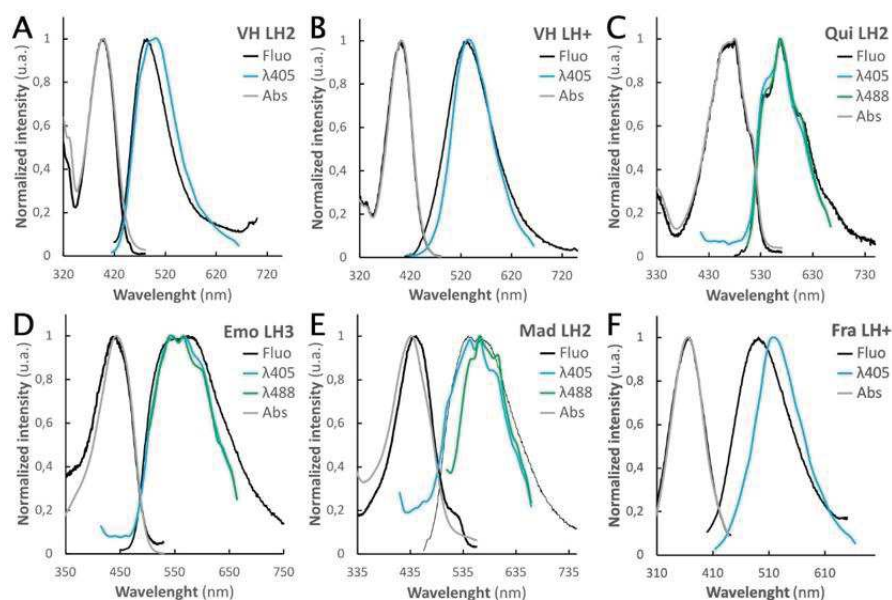 A
VH LH2
Fluo
λ405
Abs
Normalized intensity (u.a.)
1
0,8
0,6
0,4
0,2
0
320 420 520 620 720
Wavelenght (nm)
B
VH LH+
Fluo
λ405
Abs
Normalized intensity (u.a.)
1
0,8
0,6
0,4
0,2
0
320 420 520 620 720
Wavelenght (nm)
C
Qui LH2
Fluo
λ405
λ488
Abs
Normalized intensity (u.a.)
1
0,8
0,6
0,4
0,2
0
330 430 530 630 730
Wavelenght (nm)
D
Emo LH3
Fluo
λ405
λ488
Abs
Normalized intensity (u.a.)
1
0,8
0,6
0,4
0,2
0
350 450 550 650 750
Wavelenght (nm)
E
Mad LH2
Fluo
λ405
λ488
Abs
Normalized intensity (u.a.)
1
0,8
0,6
0,4
0,2
0
335 435 535 635 735
Wavelenght (nm)
F
Fra LH+
Fluo
λ405
Abs
Normalized intensity (u.a.)
1
0,8
0,6
0,4
0,2
0
310 410 510 610
Wavelenght (nm)